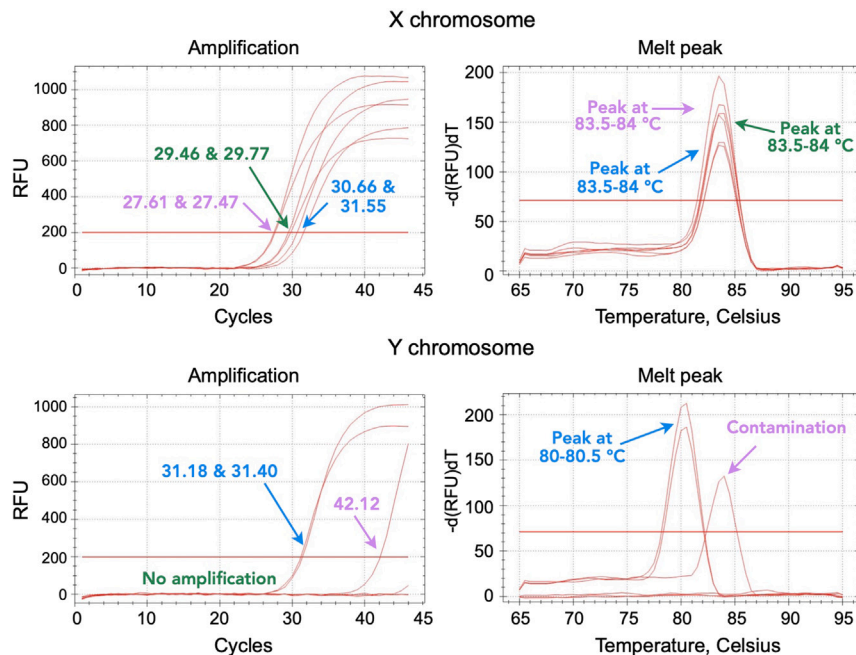 X chromosome
Amplification
RFU
1000
800
600
400
200
0
29.46 & 29.77
27.61 & 27.47
30.66 &
31.55
0
10
20
30
40
45
Cycles
Melt peak
-d(RFU)dT
200
150
100
50
0
Peak at
83.5-84 °C
Peak at
83.5-84 °C
Peak at
83.5-84 °C
65
70
75
80
85
90
95
Temperature, Celsius
Y chromosome
Amplification
RFU
1000
800
600
400
200
0
31.18 & 31.40
42.12
No amplification
0
10
20
30
40
45
Cycles
Melt peak
-d(RFU)dT
200
150
100
50
0
Peak at
80-80.5 °C
Contamination
65
70
75
80
85
90
95
Temperature, Celsius